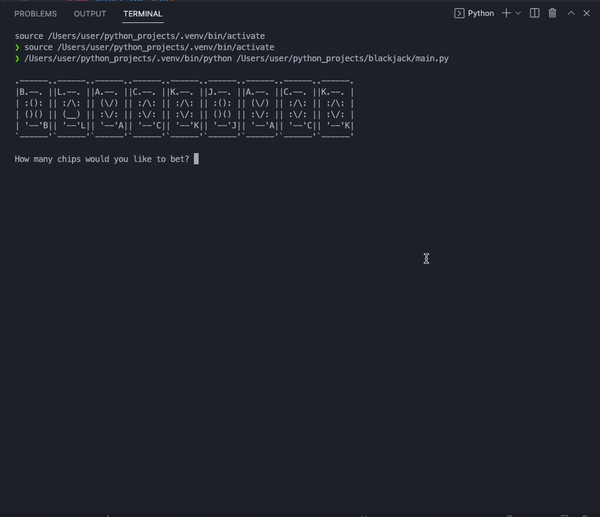 PROBLEMS OUTPUT TERMINAL Python
source /Users/user/python_projects/.venv/bin/activate
❯ source /Users/user/python_projects/.venv/bin/activate
❯ /Users/user/python_projects/.venv/bin/python /Users/user/python_projects/blackjack/main.py
.------..------..------..------..------..------..------..------..------.
|B.--. ||L.--. ||A.--. ||C.--. ||K.--. ||J.--. ||A.--. ||C.--. ||K.--. |
| :(): || :/\: || (\/) || :/\: || :/\: || :(): || (\/) || :/\: || :/\: |
| ()() || (__) || :\/: || :\/: || :\/: || ()() || :\/: || :\/: || :\/: |
| '--'B|| '--'L|| '--'A|| '--'C|| '--'K|| '--'J|| '--'A|| '--'C|| '--'K|
`------'`------'`------'`------'`------'`------'`------'`------'`------'
How many chips would you like to bet?